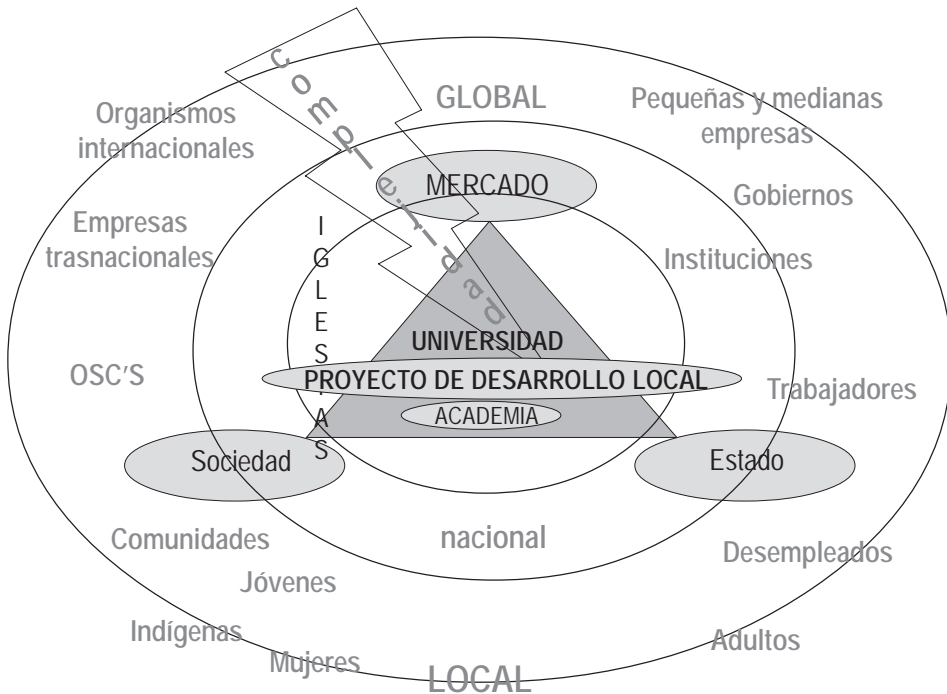 Complejidad
GLOBAL
Pequeñas y medianas
empresas
Organismos
internacionales
MERCADO
Gobiernos
Empresas
trasnacionales
IGLESIAS
Instituciones
UNIVERSIDAD
OSC'S
PROYECTO DE DESARROLLO LOCAL
Trabajadores
ACADEMIA
Sociedad
Estado
Comunidades
nacional
Desempleados
Jóvenes
Indígenas
Adultos
Mujeres
LOCAL